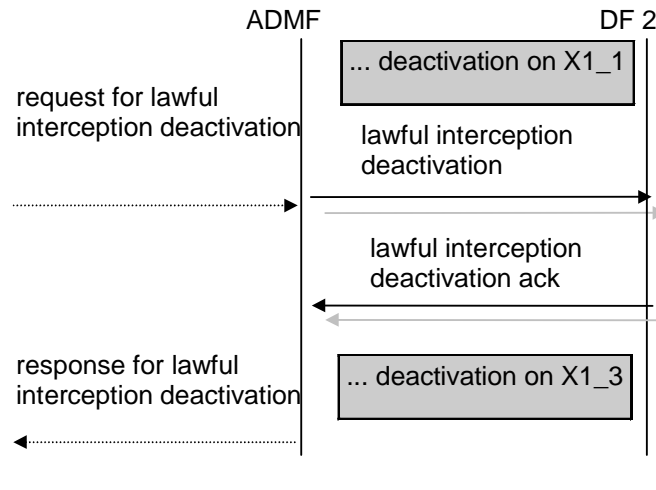 ADMF
DF 2
... deactivation on X1_1
request for lawful
interception deactivation
lawful interception
deactivation
lawful interception
deactivation ack
response for lawful
interception deactivation
... deactivation on X1_3